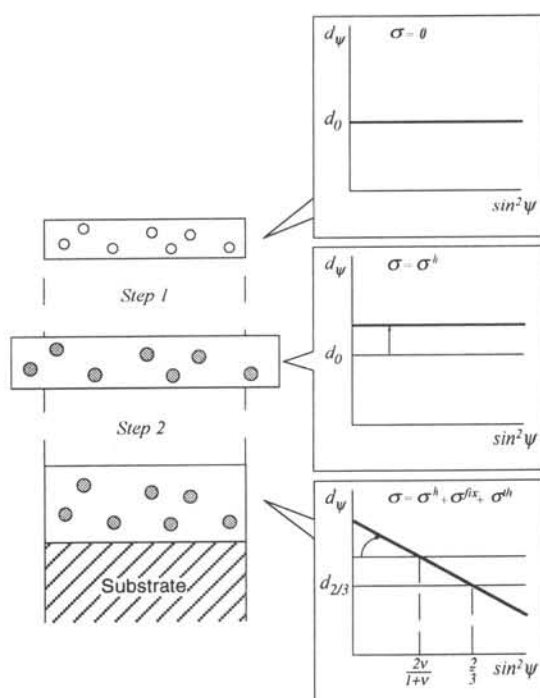 d_ψ
σ = 0
d_0
sin²ψ
Step 1
d_ψ
σ = σ^h
d_0
sin²ψ
Step 2
d_ψ
σ = σ^h + σ^fix + σ^th
d_2/3
Substrate
2ν/1+ν
2/3
sin²ψ